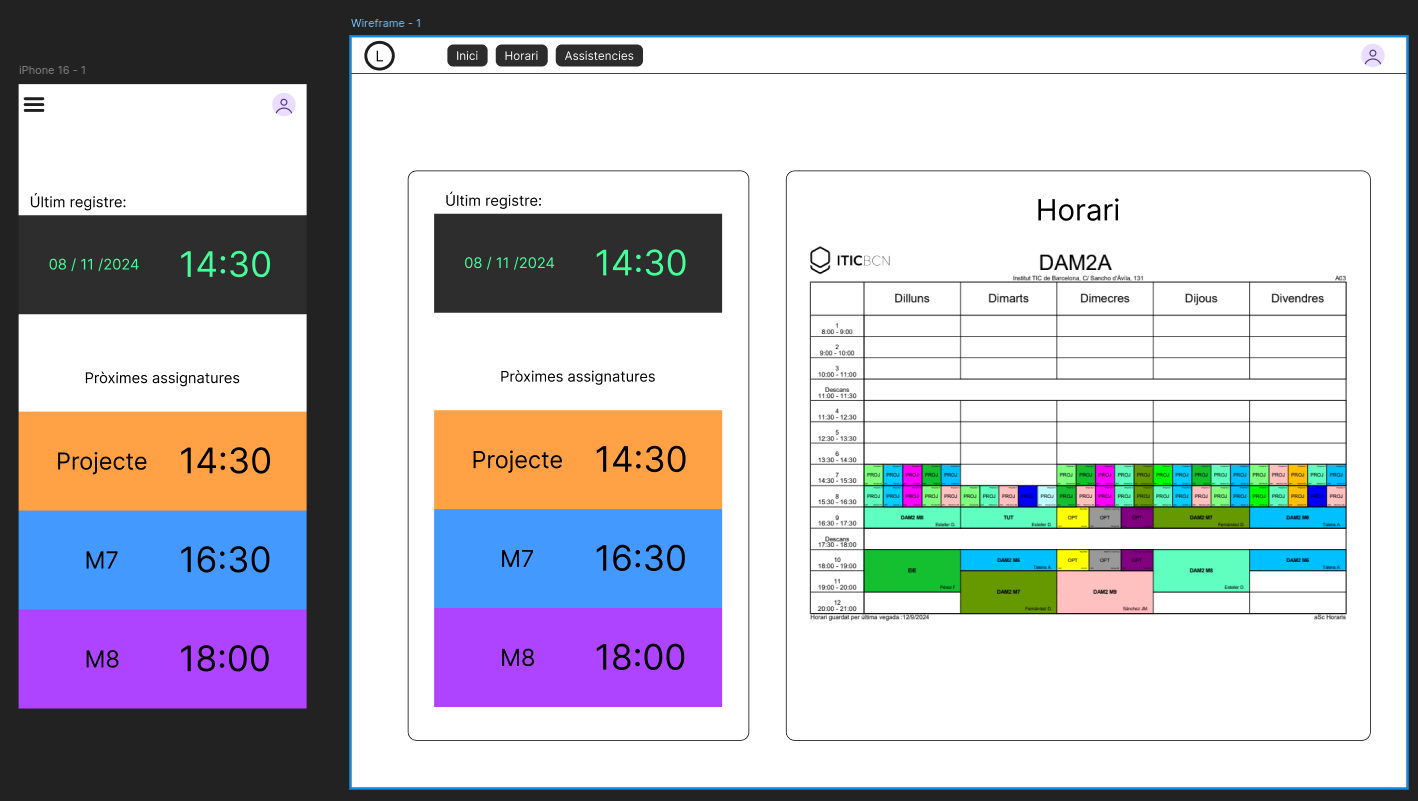 Wireframe - 1
iPhone 16 - 1
Últim registre:
08 / 11 /2024 14:30
Pròximes assignatures
Projecte 14:30
M7 16:30
M8 18:00
L Inici Horari Assistencies
Últim registre:
08 / 11 /2024 14:30
Pròximes assignatures
Projecte 14:30
M7 16:30
M8 18:00
Horari
ITICBCN
DAM2A
Institut TIC de Barcelona, C/ Sancho d'Àvila, 131 A03
Dilluns Dimarts Dimecres Dijous Divendres
1
8:00 - 9:00
2
9:00 - 10:00
3
10:00 - 11:00
Descans
11:00 - 11:30
4
11:30 - 12:30
5
12:30 - 13:30
6
13:30 - 14:30
7
14:30 - 15:30
PROJ PROJ PROJ PROJ PROJ PROJ PROJ PROJ PROJ PROJ PROJ PROJ PROJ PROJ PROJ PROJ PROJ PROJ PROJ PROJ
8
15:30 - 16:30
PROJ PROJ PROJ PROJ PROJ PROJ PROJ PROJ PROJ PROJ PROJ PROJ PROJ PROJ PROJ PROJ PROJ PROJ PROJ PROJ PROJ PROJ PROJ
9
16:30 - 17:30
DAM2 M8 TUT OPT OPT OPT DAM2 M7 DAM2 M6
Esteller D. Esteller D. Fernández D. Talens A.
Descans
17:30 - 18:00
10
18:00 - 19:00
EIE
Pérez F.
DAM2 M6
Talens A.
OPT OPT OPT
DAM2 M8
Esteller D.
DAM2 M6
Talens A.
11
19:00 - 20:00
DAM2 M7
Fernández D.
DAM2 M9
Sánchez JM.
12
20:00 - 21:00
Horari guardat per última vegada :12/9/2024 aSc Horaris